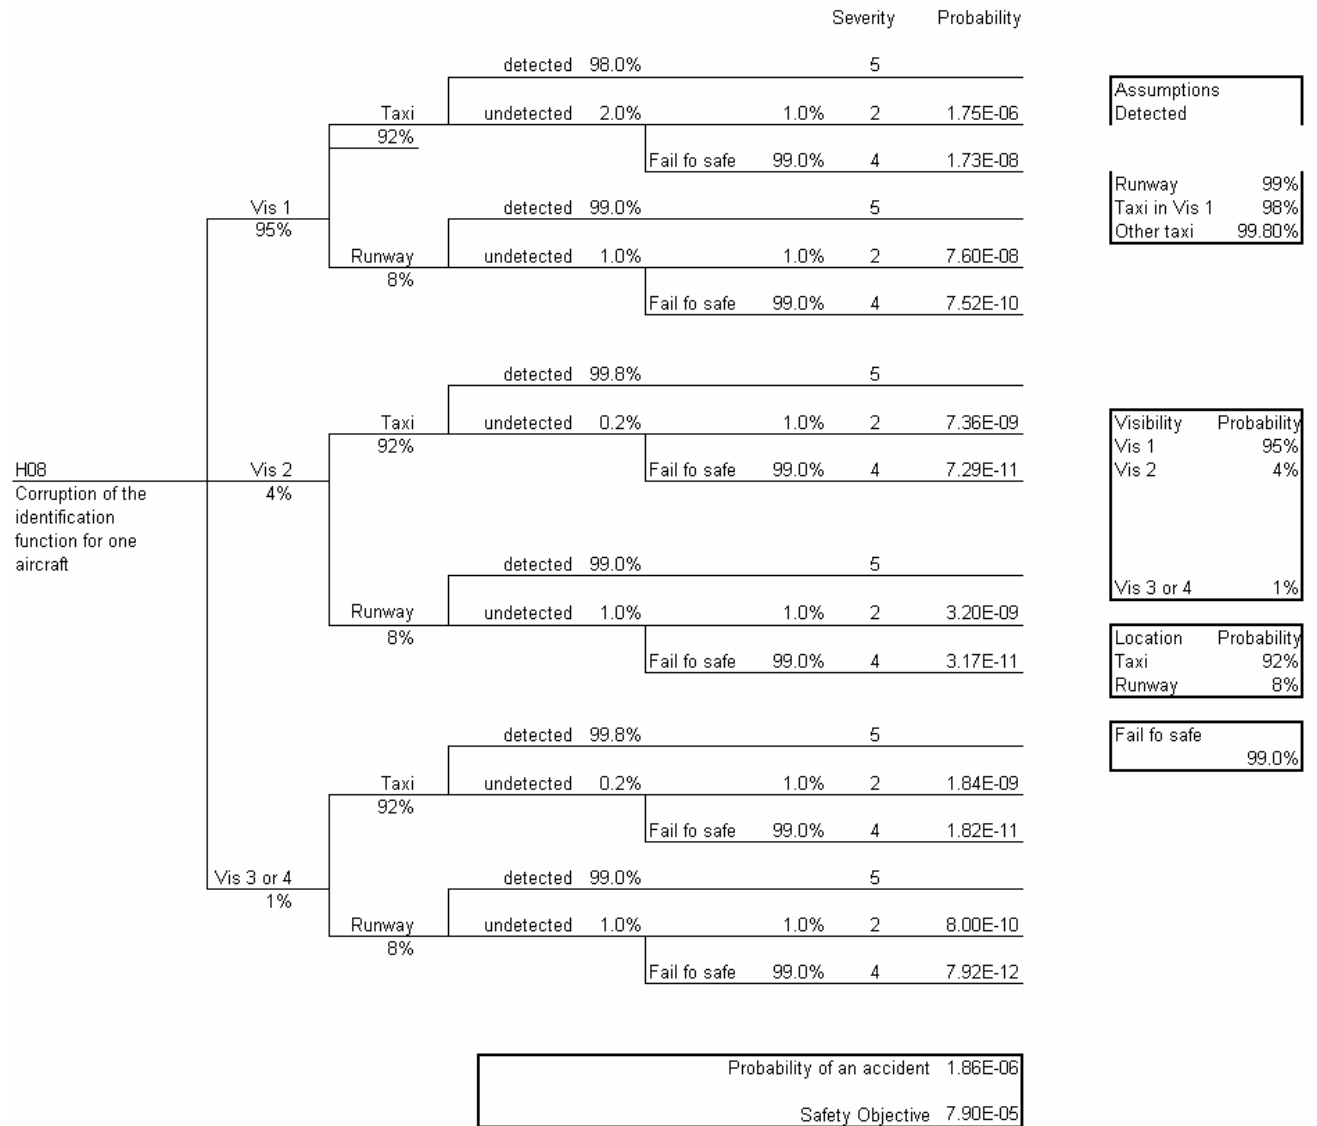 Severity Probability
detected 98.0% 5
Taxi undetected 2.0% 1.0% 2 1.75E-06
92%
Fail fo safe 99.0% 4 1.73E-08
Vis 1 detected 99.0% 5
95%
Runway undetected 1.0% 1.0% 2 7.60E-08
8%
Fail fo safe 99.0% 4 7.52E-10
detected 99.8% 5
Taxi undetected 0.2% 1.0% 2 7.36E-09
92%
H08 Vis 2 Fail fo safe 99.0% 4 7.29E-11
4%
Corruption of the
identification
function for one
aircraft
detected 99.0% 5
Runway undetected 1.0% 1.0% 2 3.20E-09
8%
Fail fo safe 99.0% 4 3.17E-11
detected 99.8% 5
Taxi undetected 0.2% 1.0% 2 1.84E-09
92%
Fail fo safe 99.0% 4 1.82E-11
Vis 3 or 4 detected 99.0% 5
1%
Runway undetected 1.0% 1.0% 2 8.00E-10
8%
Fail fo safe 99.0% 4 7.92E-12
Probability of an accident 1.86E-06
Safety Objective 7.90E-05
Assumptions
Detected
Runway 99%
Taxi in Vis 1 98%
Other taxi 99.80%
Visibility Probability
Vis 1 95%
Vis 2 4%
Vis 3 or 4 1%
Location Probability
Taxi 92%
Runway 8%
Fail fo safe
99.0%